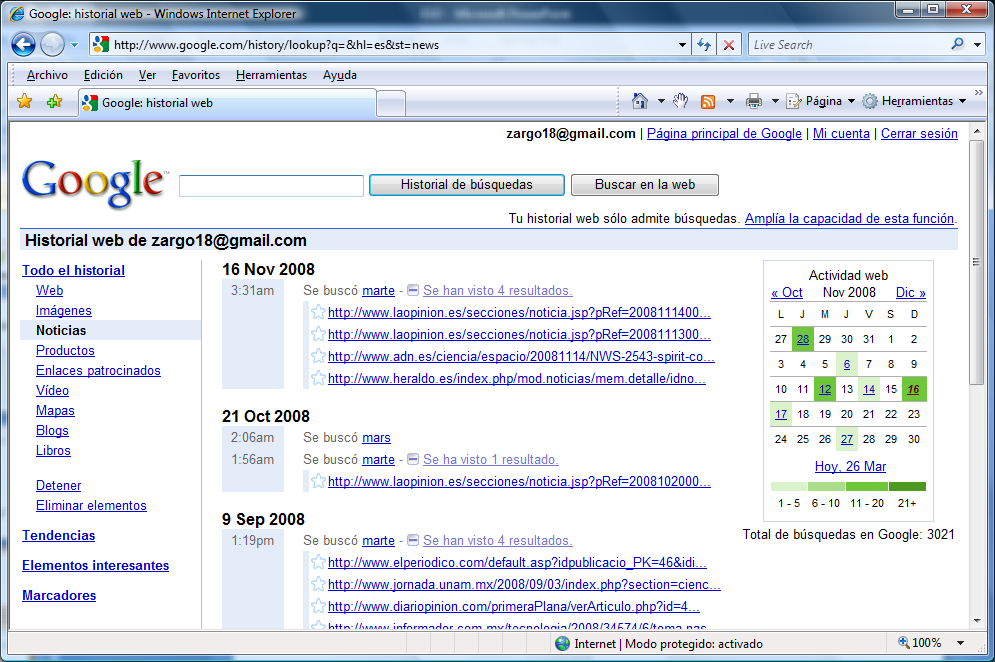 Google: historial web - Windows Internet Explorer
http://www.google.com/history/lookup?q=&hl=es&st=news
Live Search
Archivo Edición Ver Favoritos Herramientas Ayuda
Google: historial web
Página Herramientas
zargo18@gmail.com | Página principal de Google | Mi cuenta | Cerrar sesión
Google™
Historial de búsquedas
Buscar en la web
Tu historial web sólo admite búsquedas. Amplía la capacidad de esta función.
Historial web de zargo18@gmail.com
Todo el historial
Web
Imágenes
Noticias
Productos
Enlaces patrocinados
Vídeo
Mapas
Blogs
Libros
Detener
Eliminar elementos
Tendencias
Elementos interesantes
Marcadores
16 Nov 2008
3:31am Se buscó marte - Se han visto 4 resultados.
http://www.laopinion.es/secciones/noticia.jsp?pRef=2008111400...
http://www.laopinion.es/secciones/noticia.jsp?pRef=2008111300...
http://www.adn.es/ciencia/espacio/20081114/NWS-2543-spirit-co...
http://www.heraldo.es/index.php/mod.noticias/mem.detalle/idno...
21 Oct 2008
2:06am Se buscó mars
1:56am Se buscó marte - Se ha visto 1 resultado.
http://www.laopinion.es/secciones/noticia.jsp?pRef=2008102000...
9 Sep 2008
1:19pm Se buscó marte - Se han visto 4 resultados.
http://www.elperiodico.com/default.asp?idpublicacio_PK=46&idi...
http://www.jornada.unam.mx/2008/09/03/index.php?section=cienc...
http://www.diariopinion.com/primeraPlana/verArticulo.php?id=4...
http://www.informador.com.mx/tecnologia/2008/34574/6/tema-nas...
Actividad web
« Oct Nov 2008 Dic »
L J M J V S D
27 28 29 30 31 1 2
3 4 5 6 7 8 9
10 11 12 13 14 15 16
17 18 19 20 21 22 23
24 25 26 27 28 29 30
Hoy, 26 Mar
1 - 5 6 - 10 11 - 20 21+
Total de búsquedas en Google: 3021
Internet | Modo protegido: activado
100%